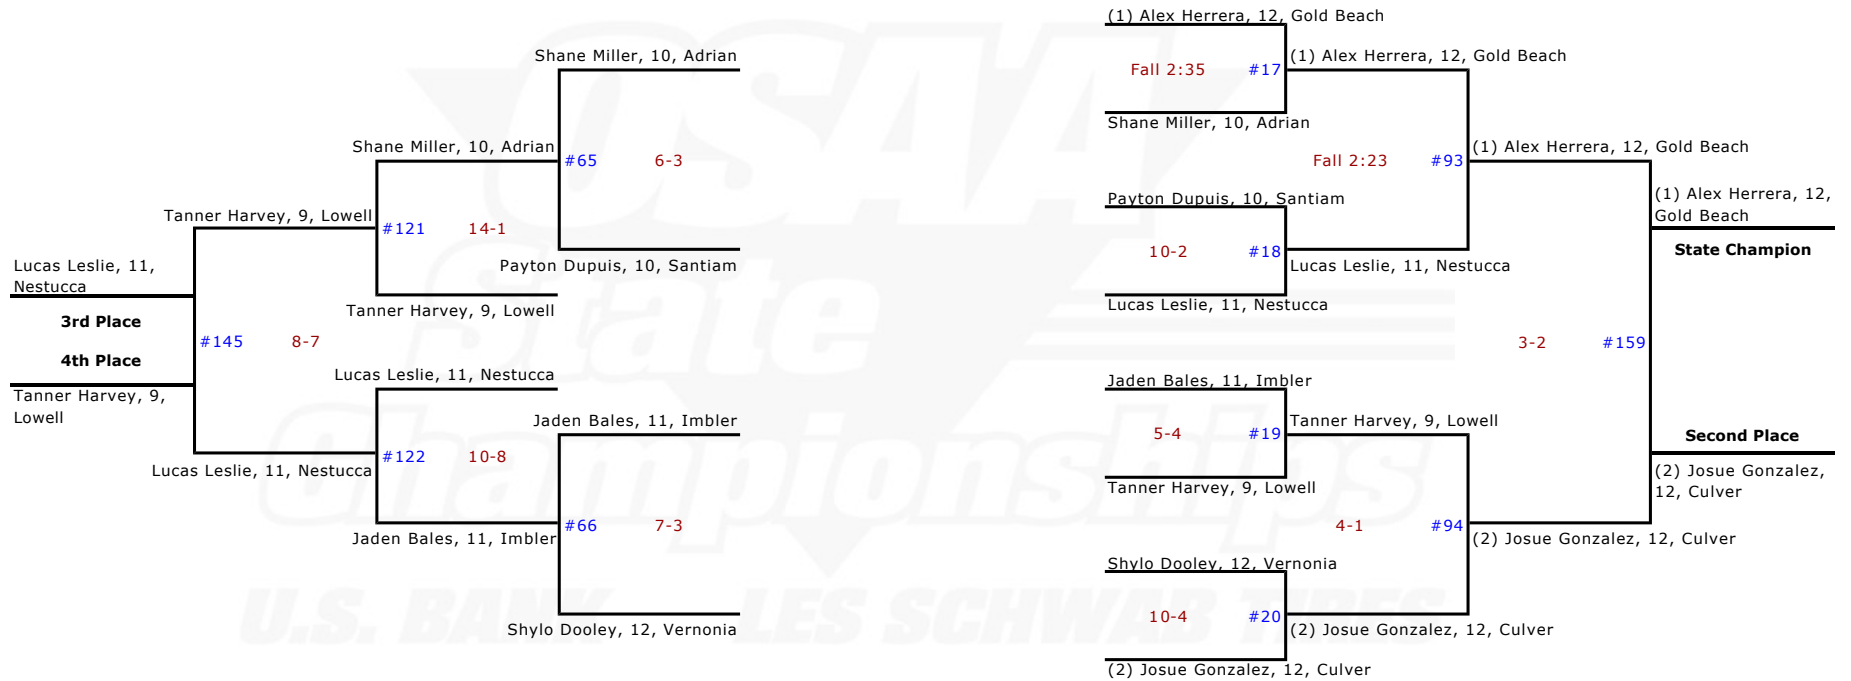 Shane Miller, 10, Adrian
#65 6-3
Payton Dupuis, 10, Santiam
Shane Miller, 10, Adrian
#121 14-1
Tanner Harvey, 9, Lowell
Tanner Harvey, 9, Lowell
Lucas Leslie, 11,
Nestucca
3rd Place
#145 8-7
4th Place
Tanner Harvey, 9,
Lowell
Lucas Leslie, 11, Nestucca
#122 10-8
Lucas Leslie, 11, Nestucca
Jaden Bales, 11, Imbler
Jaden Bales, 11, Imbler
#66 7-3
Shylo Dooley, 12, Vernonia
(1) Alex Herrera, 12, Gold Beach
Fall 2:35 #17
Shane Miller, 10, Adrian
(1) Alex Herrera, 12, Gold Beach
Fall 2:23 #93
Payton Dupuis, 10, Santiam
10-2 #18
Lucas Leslie, 11, Nestucca
Lucas Leslie, 11, Nestucca
(1) Alex Herrera, 12, Gold Beach
(1) Alex Herrera, 12,
Gold Beach
State Champion
3-2 #159
Jaden Bales, 11, Imbler
5-4 #19
Tanner Harvey, 9, Lowell
Tanner Harvey, 9, Lowell
4-1 #94
Shylo Dooley, 12, Vernonia
10-4 #20
(2) Josue Gonzalez, 12, Culver
(2) Josue Gonzalez, 12, Culver
(2) Josue Gonzalez, 12, Culver
Second Place
(2) Josue Gonzalez,
12, Culver
OSAA
State
Championships
U.S. BANK LES SCHWAB TIRES